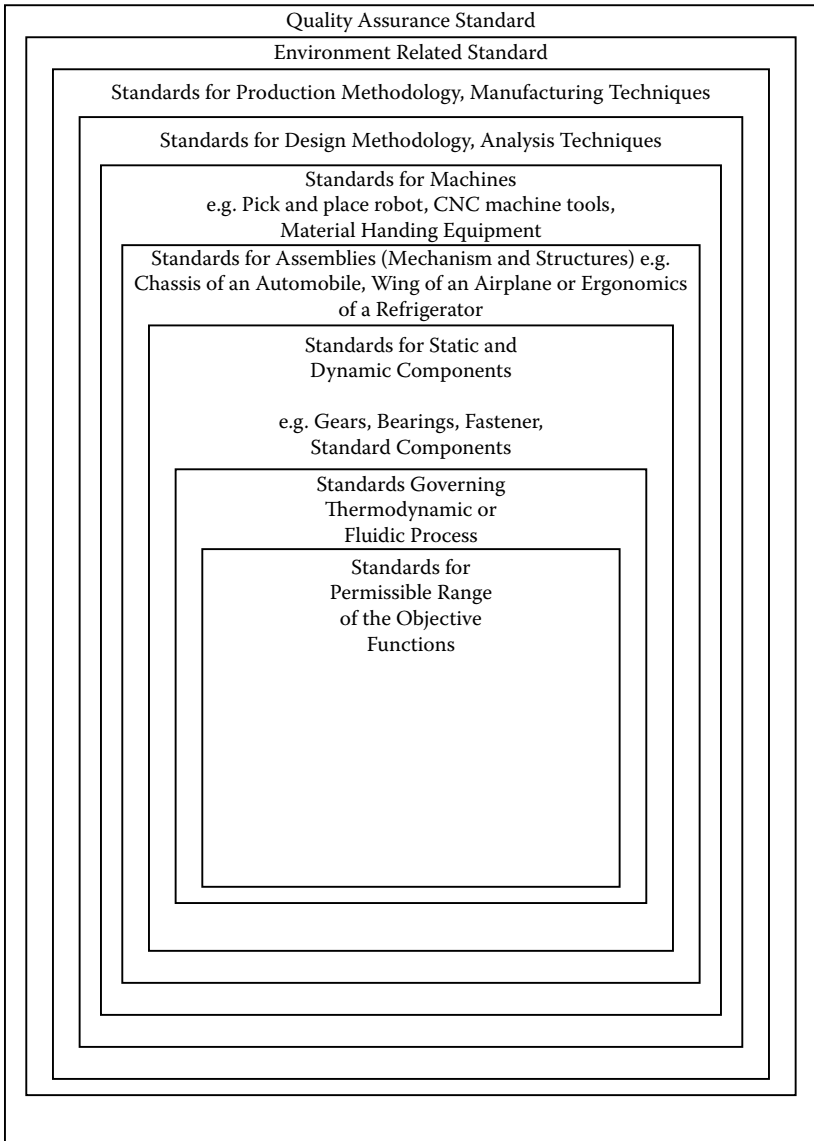 Quality Assurance Standard
Environment Related Standard
Standards for Production Methodology, Manufacturing Techniques
Standards for Design Methodology, Analysis Techniques
Standards for Machines
e.g. Pick and place robot, CNC machine tools,
Material Handing Equipment
Standards for Assemblies (Mechanism and Structures) e.g.
Chassis of an Automobile, Wing of an Airplane or Ergonomics
of a Refrigerator
Standards for Static and
Dynamic Components
e.g. Gears, Bearings, Fastener,
Standard Components
Standards Governing
Thermodynamic or
Fluidic Process
Standards for
Permissible Range
of the Objective
Functions